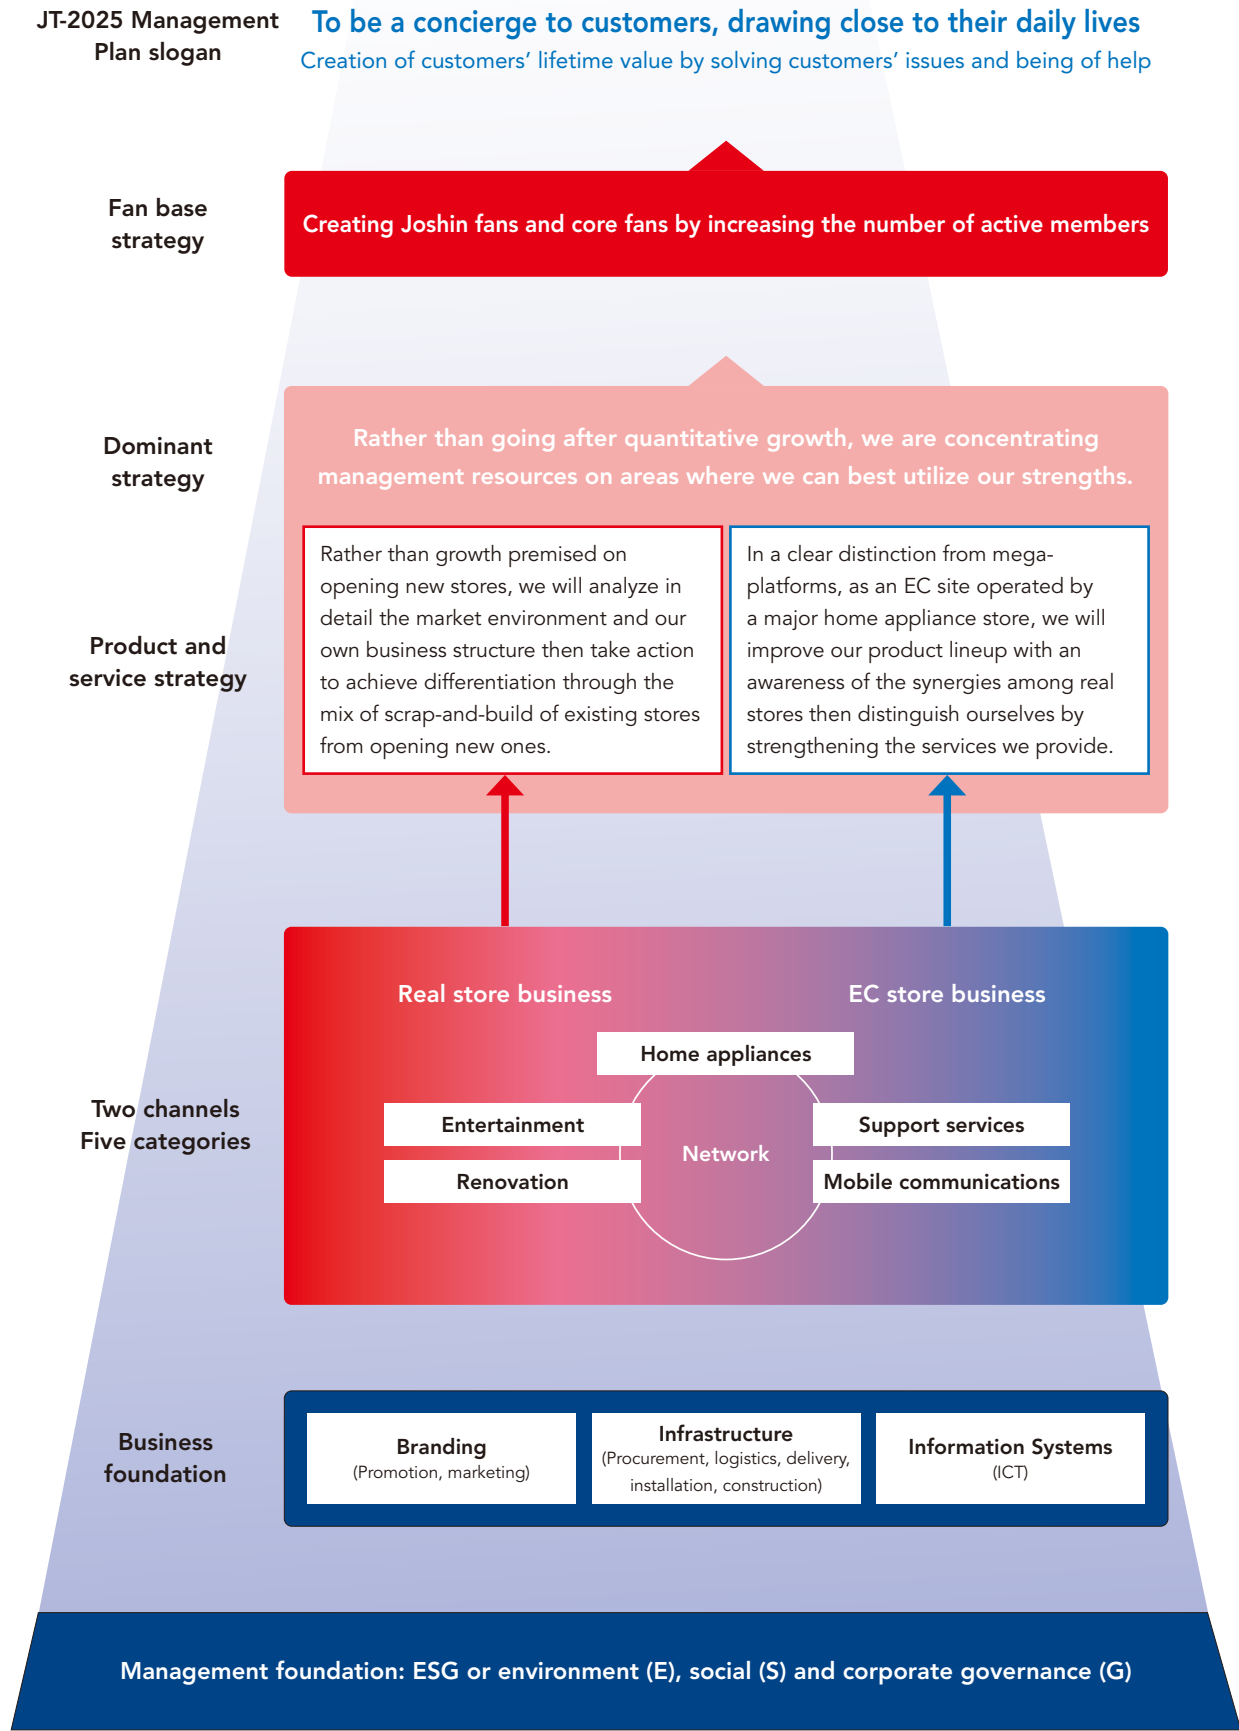 JT-2025 Management
Plan slogan
To be a concierge to customers, drawing close to their daily lives
Creation of customers’ lifetime value by solving customers’ issues and being of help
Fan base
strategy
Creating Joshin fans and core fans by increasing the number of active members
Dominant
strategy
Rather than going after quantitative growth, we are concentrating
management resources on areas where we can best utilize our strengths.
Product and
service strategy
Rather than growth premised on
opening new stores, we will analyze in
detail the market environment and our
own business structure then take action
to achieve differentiation through the
mix of scrap-and-build of existing stores
from opening new ones.
In a clear distinction from mega-
platforms, as an EC site operated by
a major home appliance store, we will
improve our product lineup with an
awareness of the synergies among real
stores then distinguish ourselves by
strengthening the services we provide.
Two channels
Five categories
Real store business
EC store business
Home appliances
Entertainment
Support services
Network
Renovation
Mobile communications
Business
foundation
Branding
(Promotion, marketing)
Infrastructure
(Procurement, logistics, delivery,
installation, construction)
Information Systems
(ICT)
Management foundation: ESG or environment (E), social (S) and corporate governance (G)